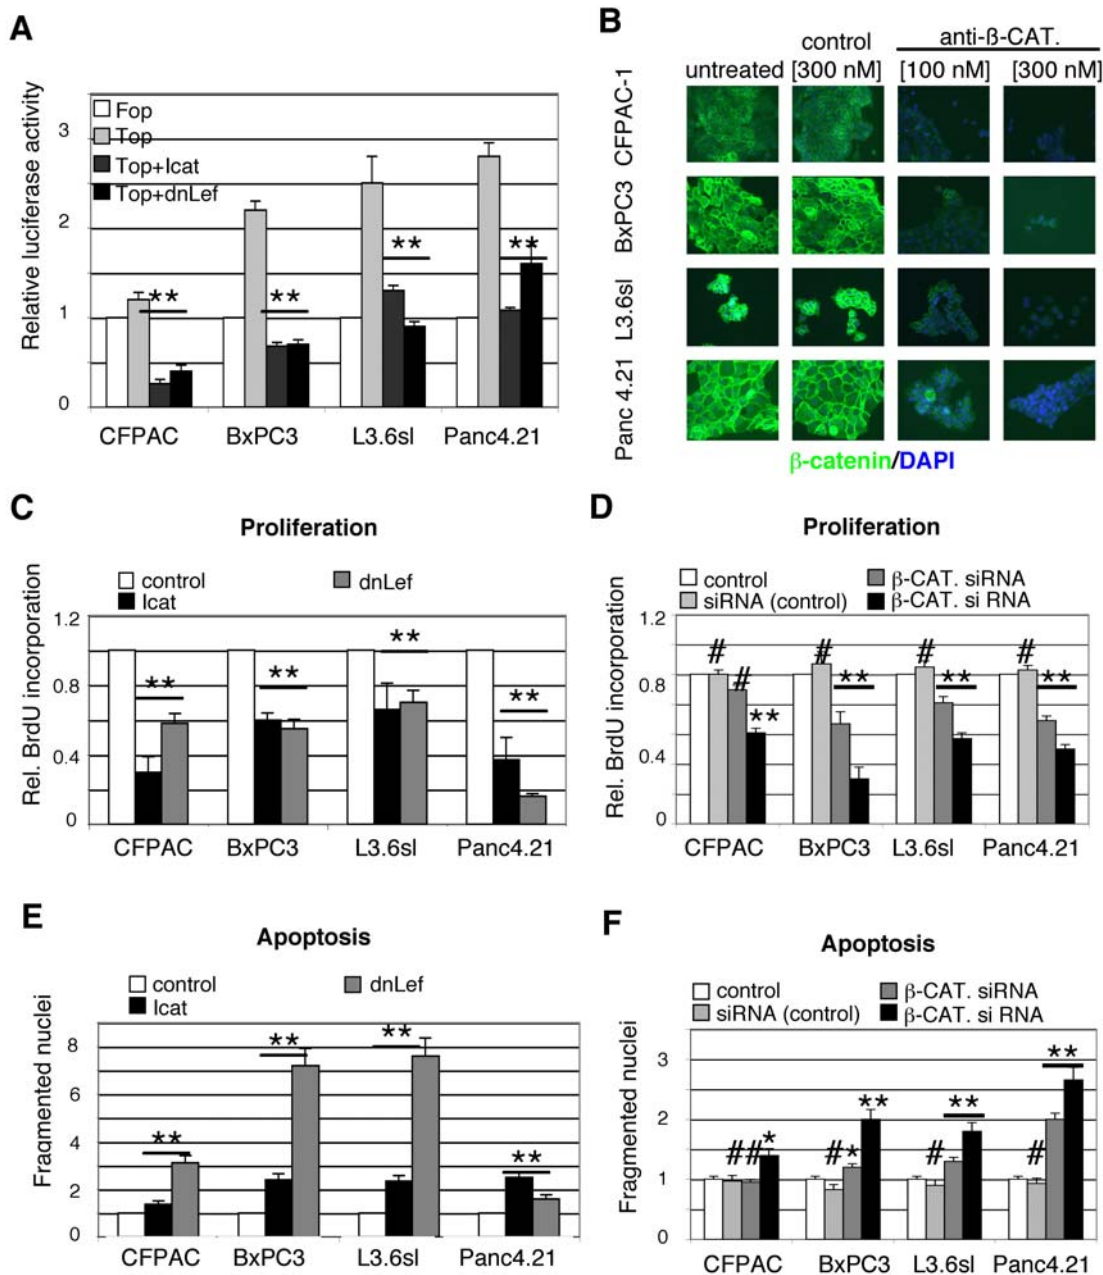 A
Relative luciferase activity
Fop
Top
Top+Icat
Top+dnLef
3
2
1
0
**
**
**
**
CFPAC BxPC3 L3.6sl Panc4.21
B
control anti-ß-CAT.
untreated [300 nM] [100 nM] [300 nM]
CFPAC-1
BxPC3
L3.6sl
Panc 4.21
β-catenin/DAPI
C
Proliferation
control dnLef
Icat
Rel. BrdU incorporation
1.2
0.8
0.4
0
**
**
**
**
CFPAC BxPC3 L3.6sl Panc4.21
D
Proliferation
control β-CAT. siRNA
siRNA (control) β-CAT. si RNA
Rel. BrdU incorporation
1.2
0.8
0.4
0
# # **
# **
# **
# **
CFPAC BxPC3 L3.6sl Panc4.21
E
Apoptosis
control dnLef
Icat
Fragmented nuclei
8
6
4
2
0
**
**
**
**
CFPAC BxPC3 L3.6sl Panc4.21
F
Apoptosis
control β-CAT. siRNA
siRNA (control) β-CAT. si RNA
Fragmented nuclei
3
2
1
0
## *
# * **
# **
# **
CFPAC BxPC3 L3.6sl Panc4.21